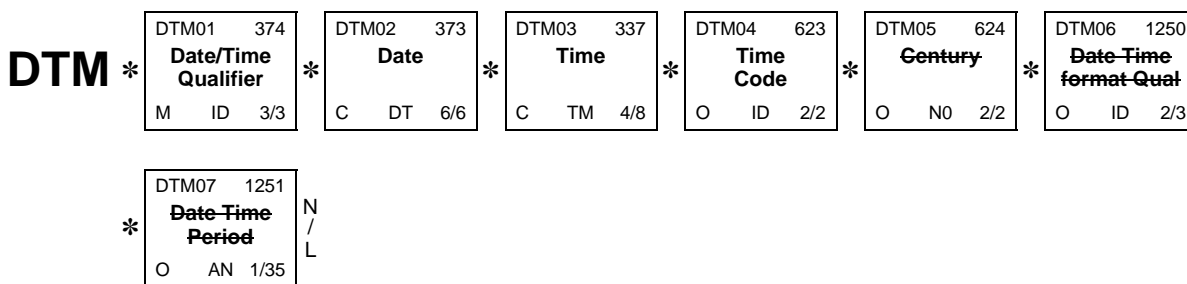 DTM * DTM01 374 * DTM02 373 * DTM03 337 * DTM04 623 * DTM05 624 * DTM06 1250
Date/Time Date Time Time Century Date Time
Qualifier Code format Qual
M ID 3/3 C DT 6/6 C TM 4/8 O ID 2/2 O N0 2/2 O ID 2/3
* DTM07 1251 N
Date Time /
Period L
O AN 1/35